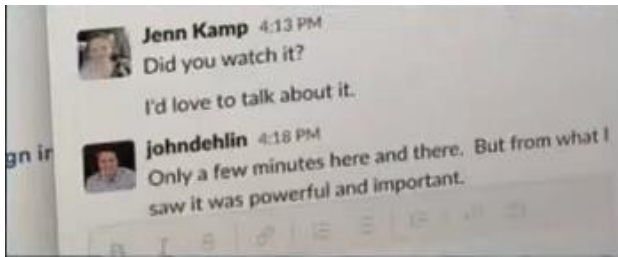 Jenn Kamp 4:13 PM
Did you watch it?
I'd love to talk about it.
gn in
johndehlin 4:18 PM
Only a few minutes here and there. But from what I
saw it was powerful and important.